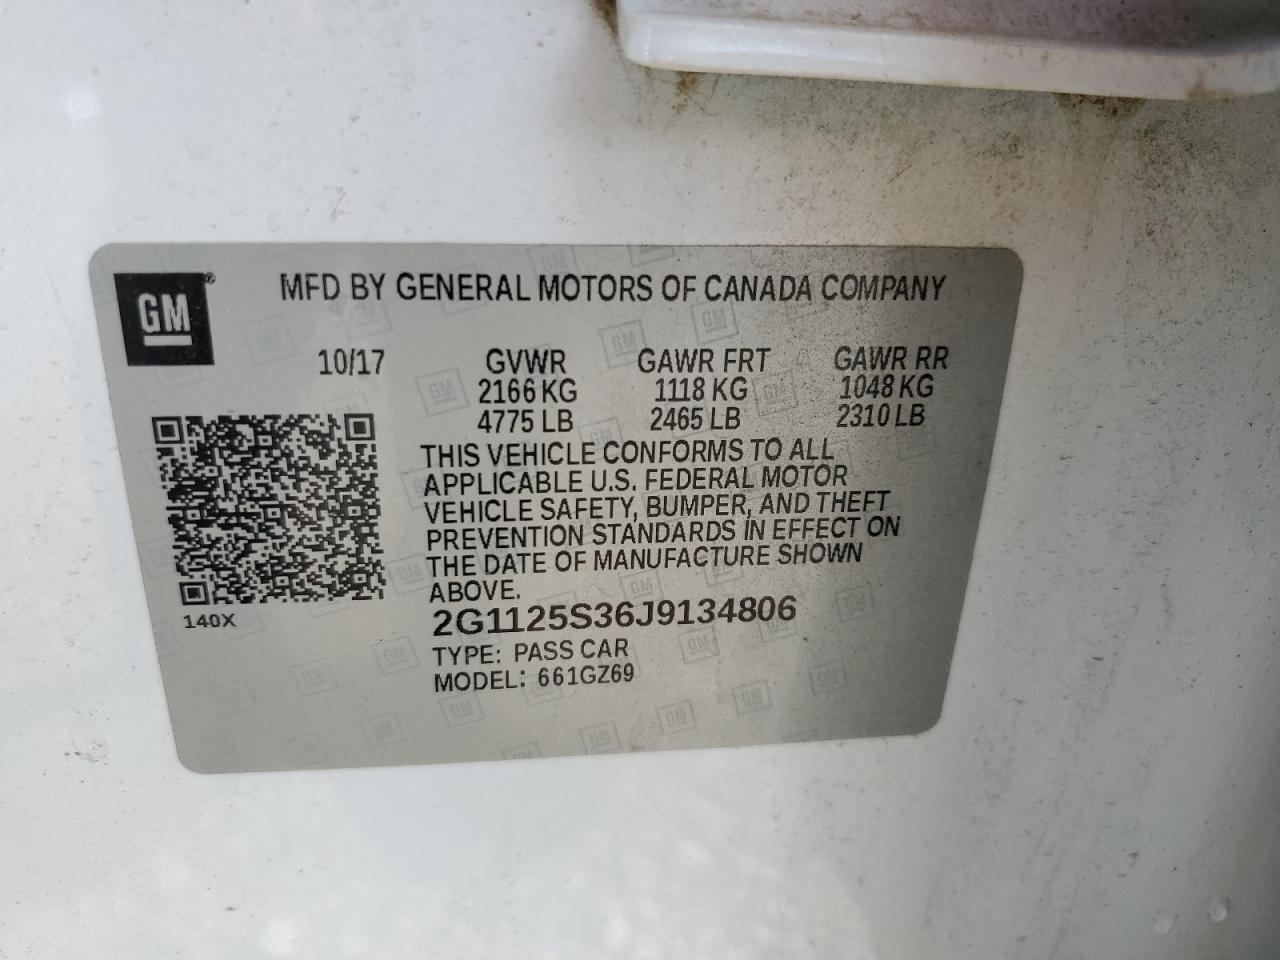 GM®
MFD BY GENERAL MOTORS OF CANADA COMPANY
10/17 GVWR GAWR FRT GAWR RR
2166 KG 1118 KG 1048 KG
4775 LB 2465 LB 2310 LB
THIS VEHICLE CONFORMS TO ALL
APPLICABLE U.S. FEDERAL MOTOR
VEHICLE SAFETY, BUMPER, AND THEFT
PREVENTION STANDARDS IN EFFECT ON
THE DATE OF MANUFACTURE SHOWN
ABOVE.
2G1125S36J9134806
140X
TYPE: PASS CAR
MODEL: 661GZ69